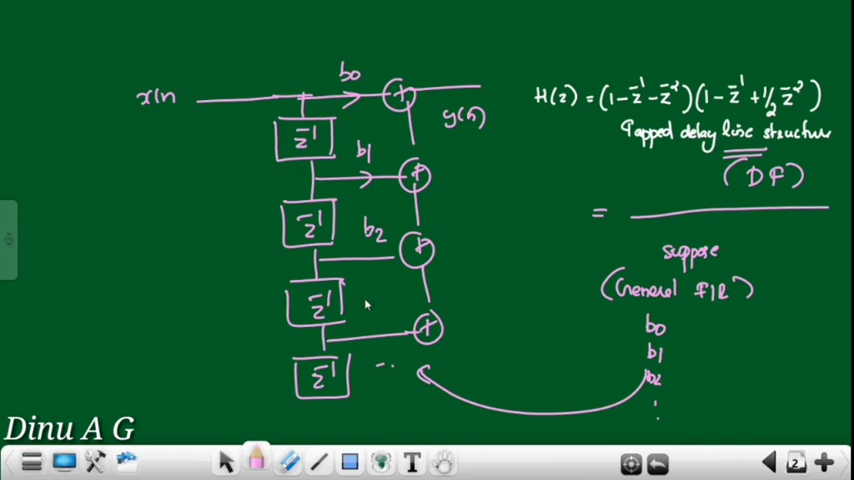 b0
x(n
+
y(n)
z⁻¹
b1
+
z⁻¹
b2
+
z⁻¹
+
z⁻¹ ...
H(z) = (1-z⁻¹-z⁻²)(1-z⁻¹+1/2 z⁻²)
Tapped delay line structure
(DF)
=
suppose
(General FIR)
b0
b1
b2
:
Dinu A G
T
2